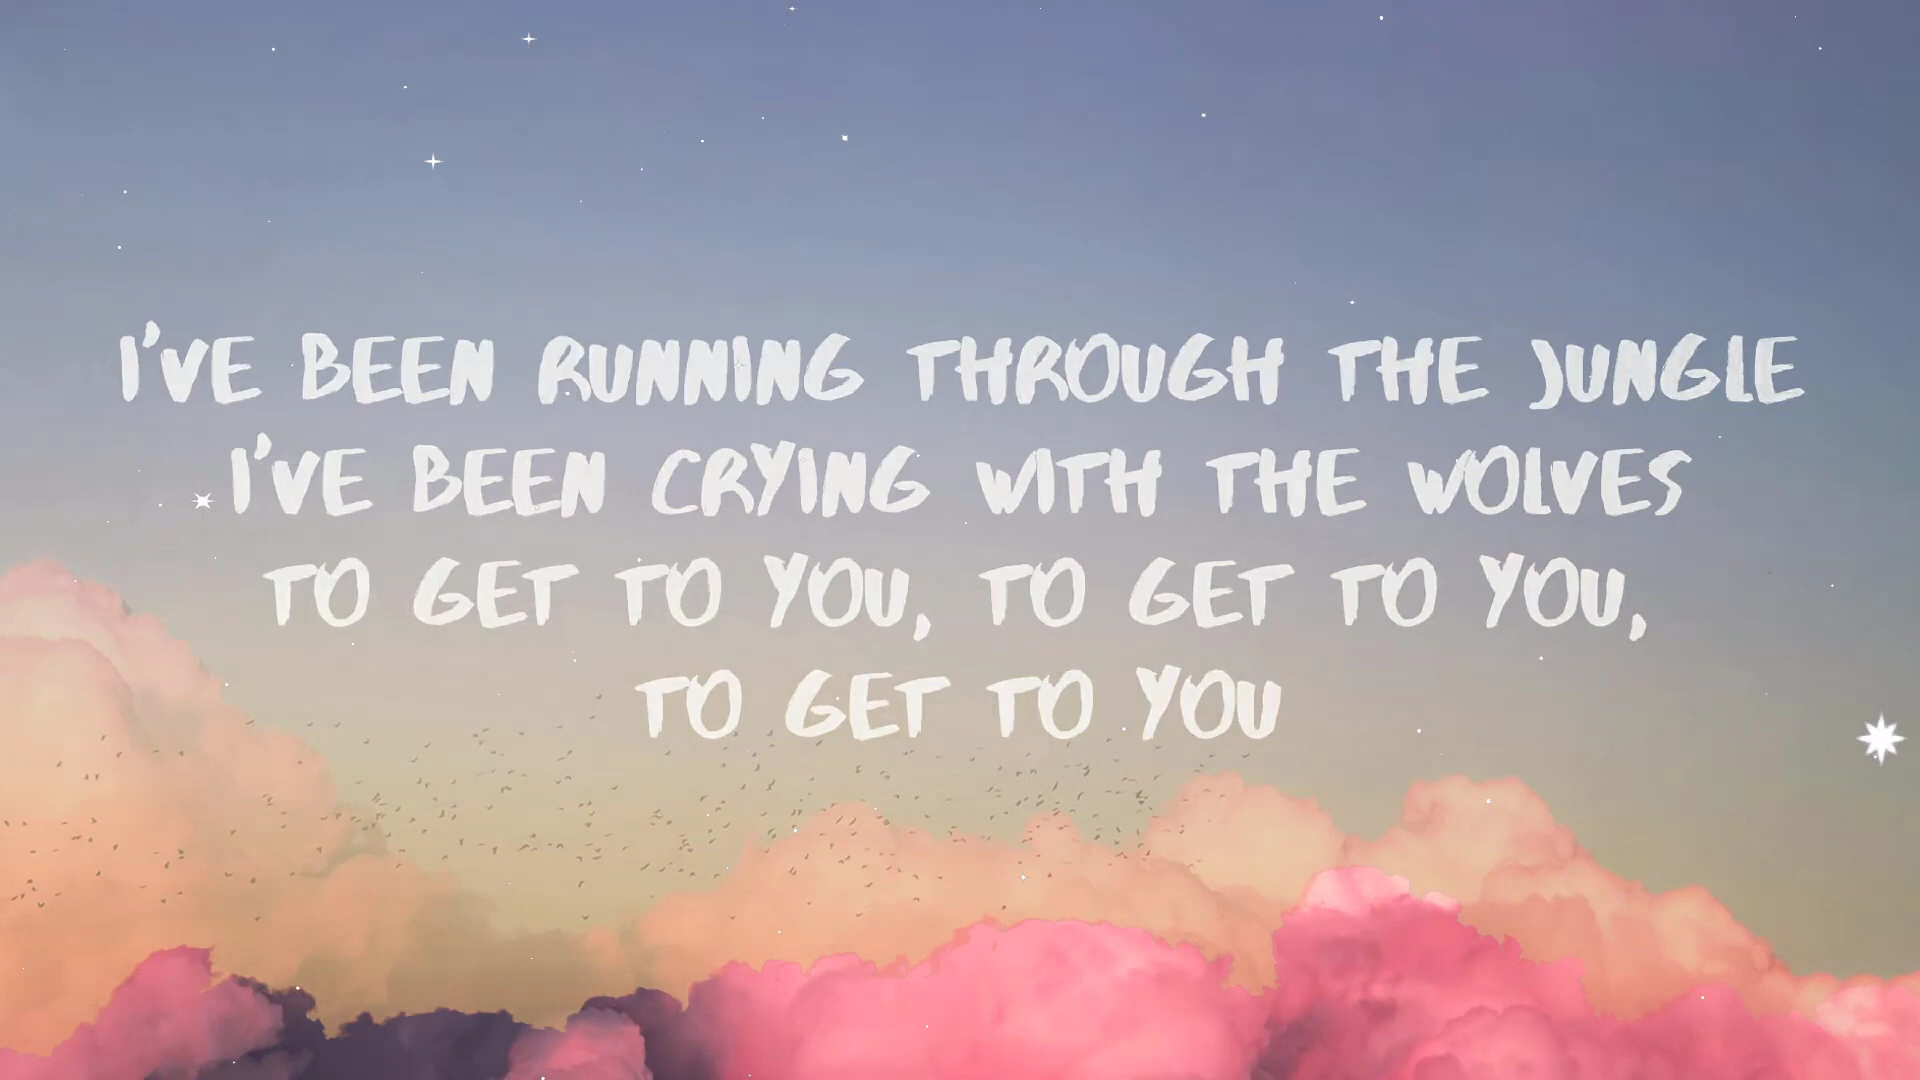 I'VE BEEN RUNNING THROUGH THE JUNGLE
I'VE BEEN CRYING WITH THE WOLVES
TO GET TO YOU, TO GET TO YOU,
TO GET TO YOU